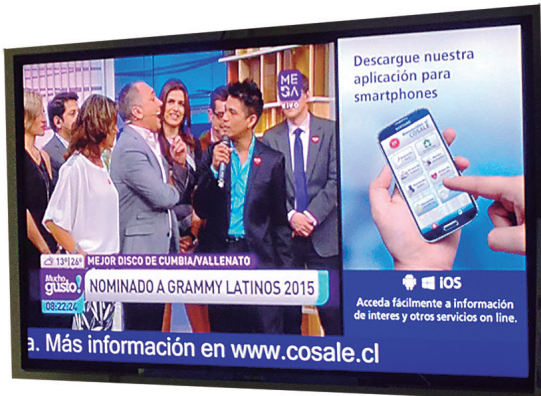 MEGA
VIVO
13°|26°
MEJOR DISCO DE CUMBIA/VALLENATO
Mucho
gusto!
NOMINADO A GRAMMY LATINOS 2015
08:22:24
Descargue nuestra
aplicación para
smartphones
COSALE
iOS
Acceda fácilmente a información
de interes y otros servicios on line.
a. Más información en www.cosale.cl